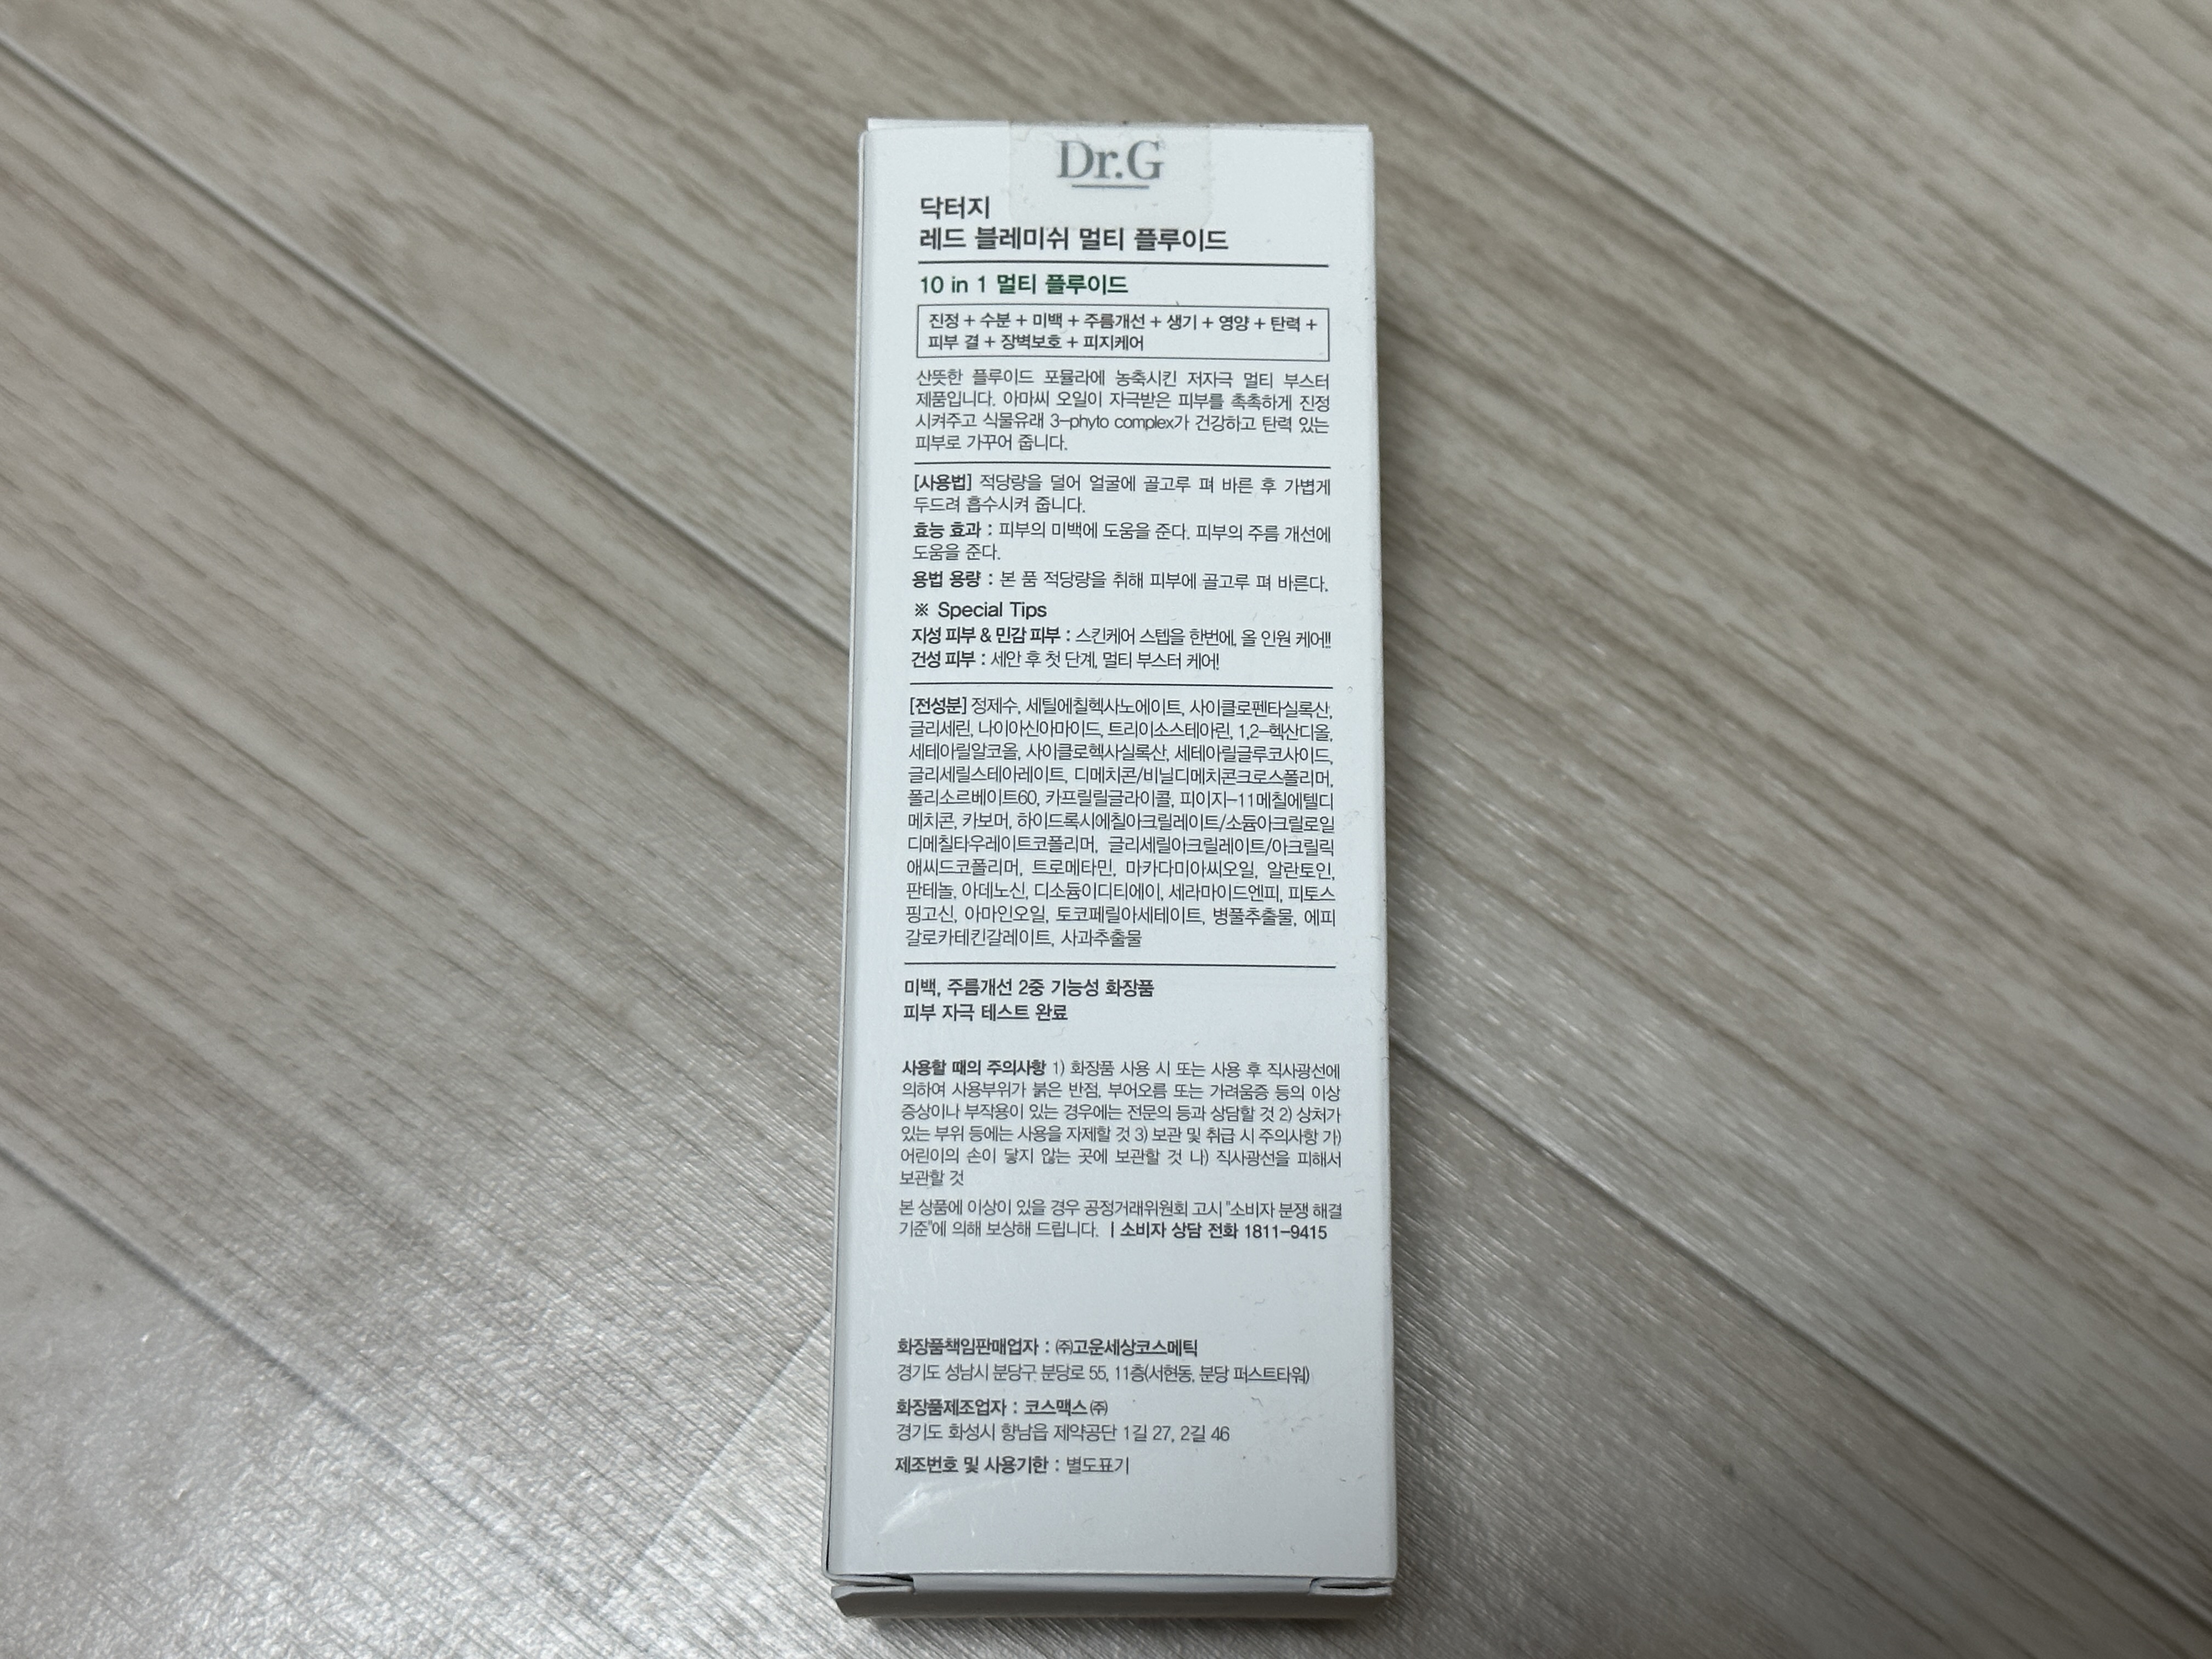 Dr.G
닥터지
레드 블레미쉬 멀티 플루이드
10 in 1 멀티 플루이드
진정 + 수분 + 미백 + 주름개선 + 생기 + 영양 + 탄력 +
피부 결 + 장벽보호 + 피지케어
산뜻한 플루이드 포뮬라에 농축시킨 저자극 멀티 부스터
제품입니다. 아마씨 오일이 자극받은 피부를 촉촉하게 진정
시켜주고 식물유래 3-phyto complex가 건강하고 탄력 있는
피부로 가꾸어 줍니다.
[사용법] 적당량을 덜어 얼굴에 골고루 펴 바른 후 가볍게
두드려 흡수시켜 줍니다.
효능 효과 : 피부의 미백에 도움을 준다. 피부의 주름 개선에
도움을 준다.
용법 용량 : 본 품 적당량을 취해 피부에 골고루 펴 바른다.
※ Special Tips
지성 피부 & 민감 피부 : 스킨케어 스텝을 한번에, 올 인원 케어!!
건성 피부 : 세안 후 첫 단계, 멀티 부스터 케어!
[전성분] 정제수, 세틸에칠헥사노에이트, 사이클로펜타실록산,
글리세린, 나이아신아마이드, 트리이소스테아린, 1,2-헥산디올,
세테아릴알코올, 사이클로헥사실록산, 세테아릴글루코사이드,
글리세릴스테아레이트, 디메치콘/비닐디메치콘크로스폴리머,
폴리소르베이트60, 카프릴릴글라이콜, 피이지-11메칠에텔디
메치콘, 카보머, 하이드록시에칠아크릴레이트/소듐아크릴로일
디메칠타우레이트코폴리머, 글리세릴아크릴레이트/아크릴릭
애씨드코폴리머, 트로메타민, 마카다미아씨오일, 알란토인,
판테놀, 아데노신, 디소듐이디티에이, 세라마이드엔피, 피토스
핑고신, 아마인오일, 토코페릴아세테이트, 병풀추출물, 에피
갈로카테킨갈레이트, 사과추출물
미백, 주름개선 2중 기능성 화장품
피부 자극 테스트 완료
사용할 때의 주의사항 1) 화장품 사용 시 또는 사용 후 직사광선에
의하여 사용부위가 붉은 반점, 부어오름 또는 가려움증 등의 이상
증상이나 부작용이 있는 경우에는 전문의 등과 상담할 것 2) 상처가
있는 부위 등에는 사용을 자제할 것 3) 보관 및 취급 시 주의사항 가)
어린이의 손이 닿지 않는 곳에 보관할 것 나) 직사광선을 피해서
보관할 것
본 상품에 이상이 있을 경우 공정거래위원회 고시 "소비자 분쟁 해결
기준"에 의해 보상해 드립니다. | 소비자 상담 전화 1811-9415
화장품책임판매업자 : ㈜고운세상코스메틱
경기도 성남시 분당구 분당로 55, 11층(서현동, 분당 퍼스트타워)
화장품제조업자 : 코스맥스㈜
경기도 화성시 향남읍 제약공단 1길 27, 2길 46
제조번호 및 사용기한 : 별도표기